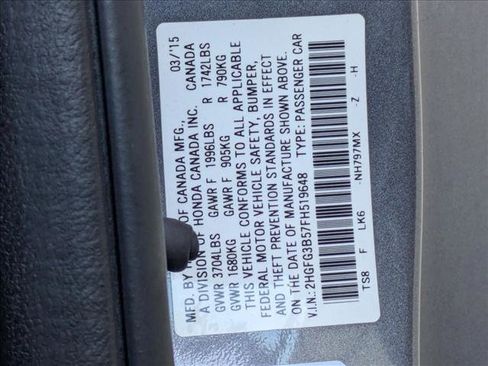 MFD. BY OF CANADA MFG., 03/'15
A DIVISION OF HONDA CANADA INC. CANADA
GVWR 3704LBS GAWR F 1996LBS R 1742LBS
GVWR 1680KG GAWR F 905KG R 790KG
THIS VEHICLE CONFORMS TO ALL APPLICABLE
FEDERAL MOTOR VEHICLE SAFETY, BUMPER,
AND THEFT PREVENTION STANDARDS IN EFFECT
ON THE DATE OF MANUFACTURE SHOWN ABOVE.
V.I.N.: 2HGFG3B57FH519648 TYPE: PASSENGER CAR
TS8 F LK6 -NH797MX -Z -H